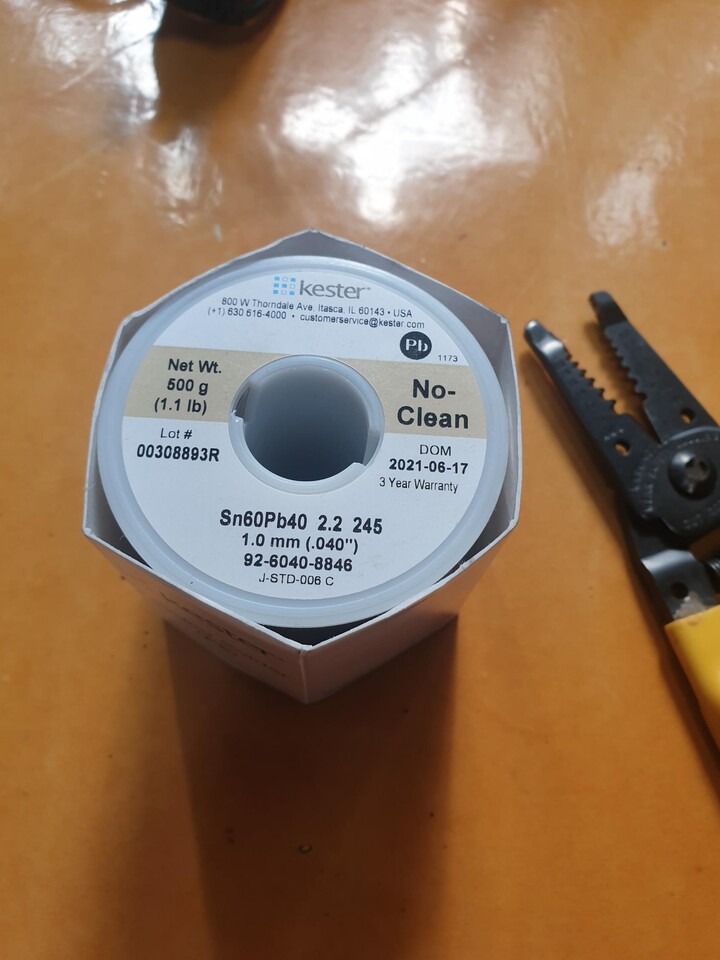 kester
800 W Thorndale Ave, Itasca, IL 60143 • USA
(+1) 630 616-4000 • customerservice@kester.com
Pb
1173
Net Wt.
500 g
(1.1 lb)
No-
Clean
Lot #
00308893R
DOM
2021-06-17
3 Year Warranty
Sn60Pb40 2.2 245
1.0 mm (.040")
92-6040-8846
J-STD-006 C
kester